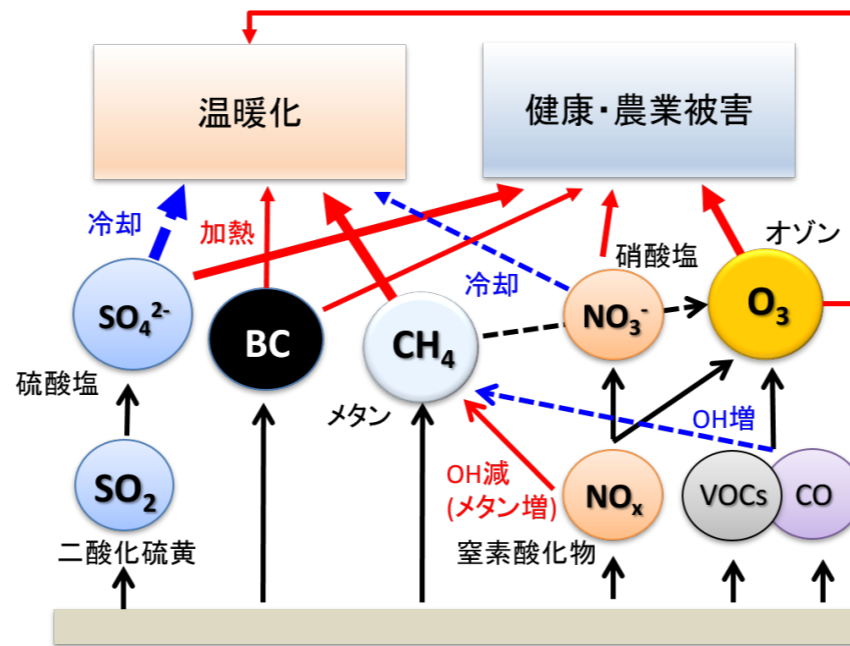 温暖化
健康・農業被害
冷却
加熱
冷却
硝酸塩
オゾン
SO₄²⁻
BC
CH₄
NO₃⁻
O₃
硫酸塩
メタン
OH増
SO₂
OH減
(メタン増)
NOₓ
VOCs
CO
二酸化硫黄
窒素酸化物